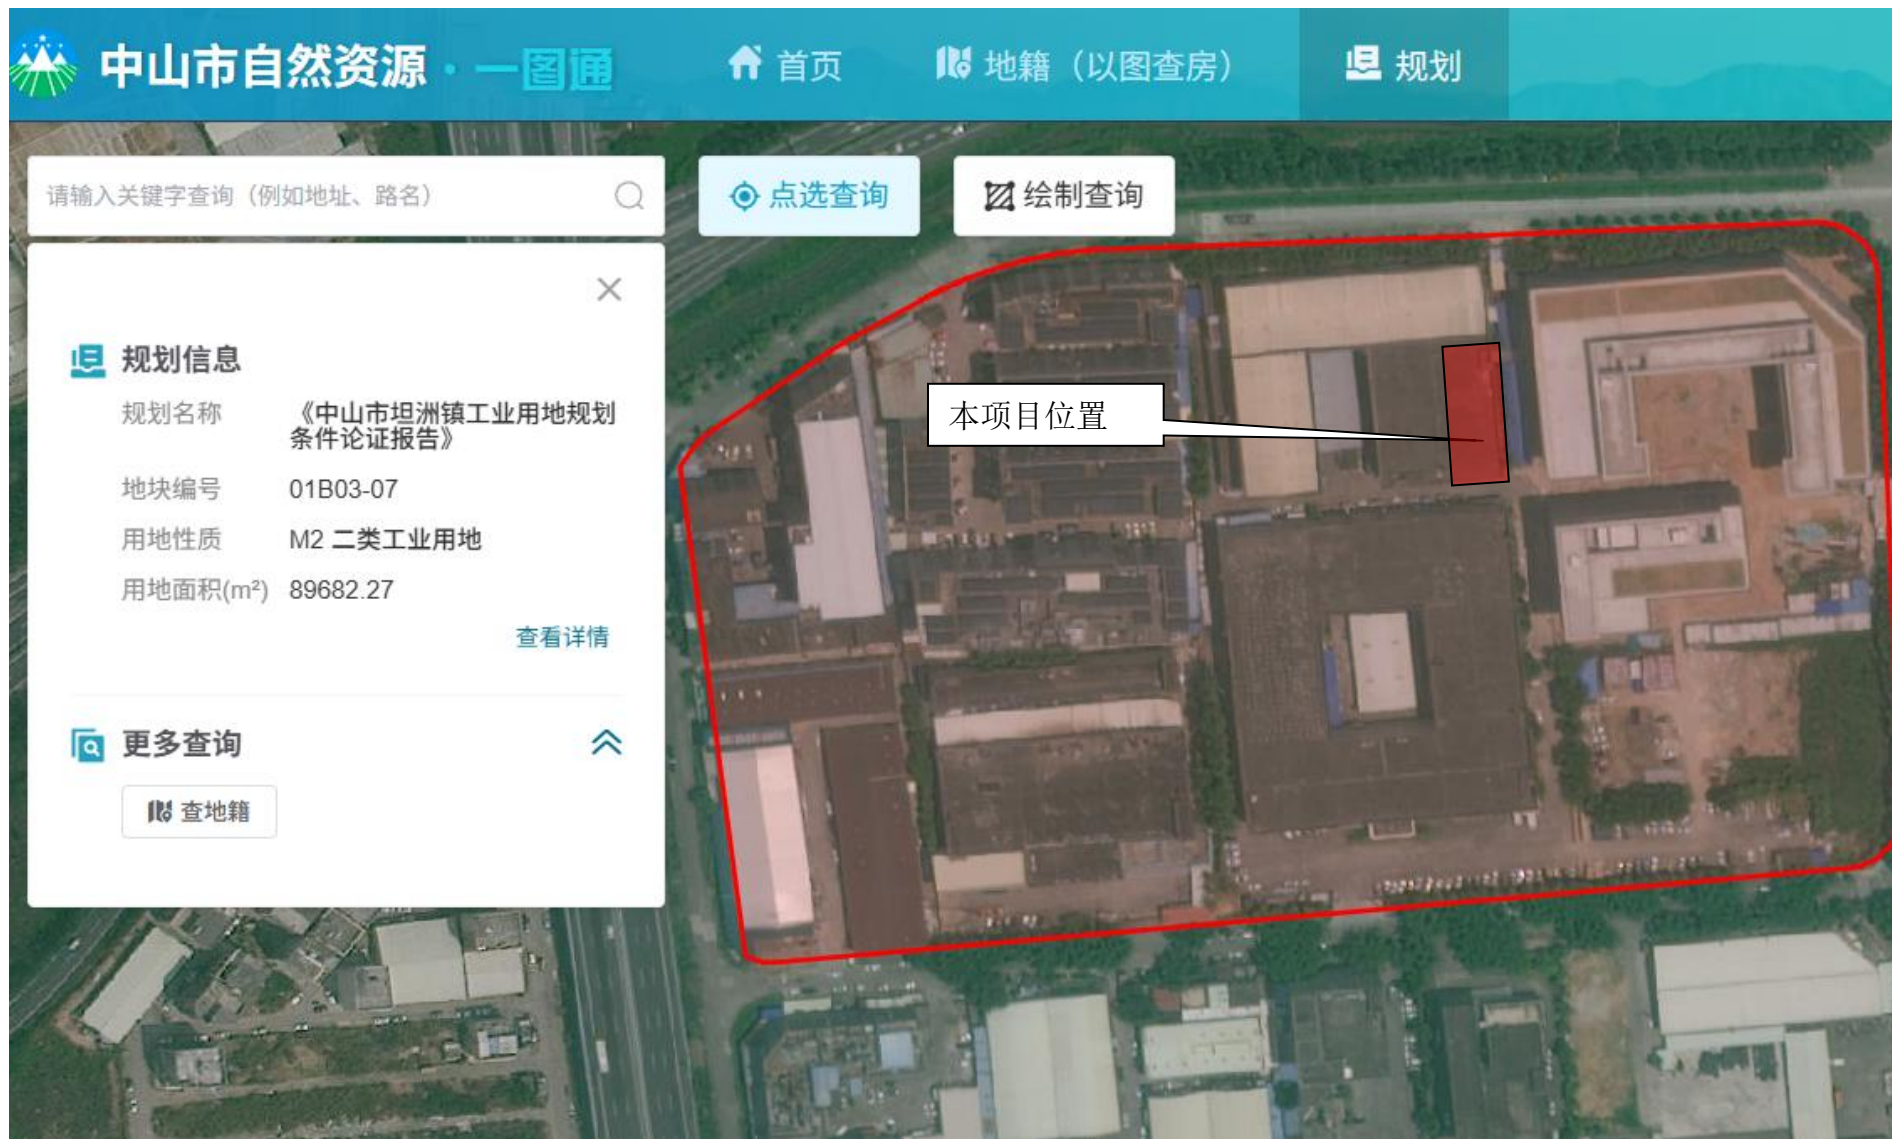 中山市自然资源·一图通
首页
地籍（以图查房）
规划
请输入关键字查询（例如地址、路名）
点选查询
绘制查询
规划信息
规划名称 《中山市坦洲镇工业用地规划
条件论证报告》
地块编号 01B03-07
用地性质 M2 二类工业用地
用地面积(m²) 89682.27
查看详情
更多查询
查地籍
本项目位置